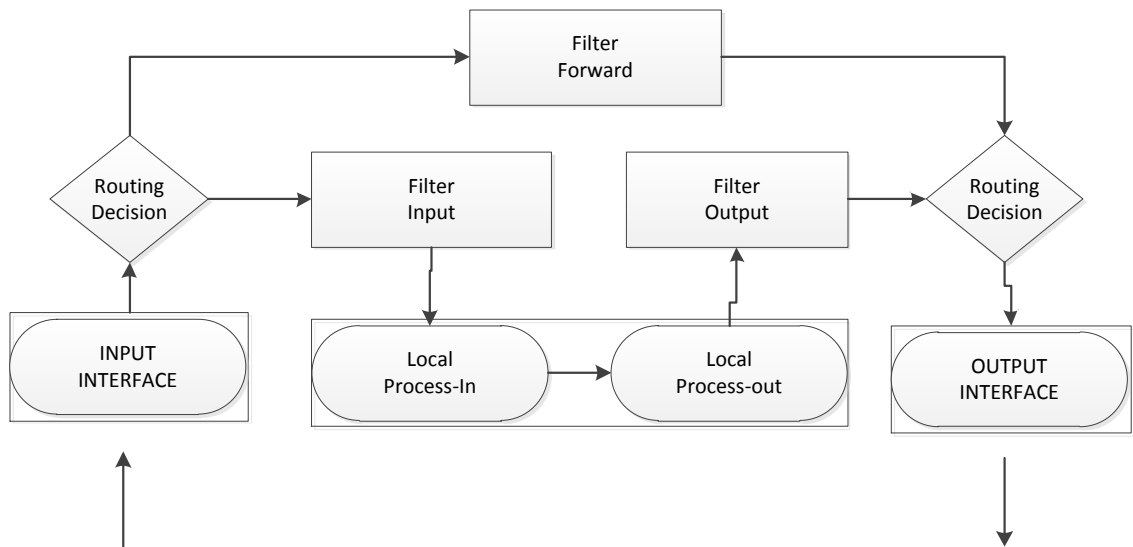 Filter
Forward
Routing
Decision
Filter
Input
Filter
Output
Routing
Decision
INPUT
INTERFACE
Local
Process-In
Local
Process-out
OUTPUT
INTERFACE